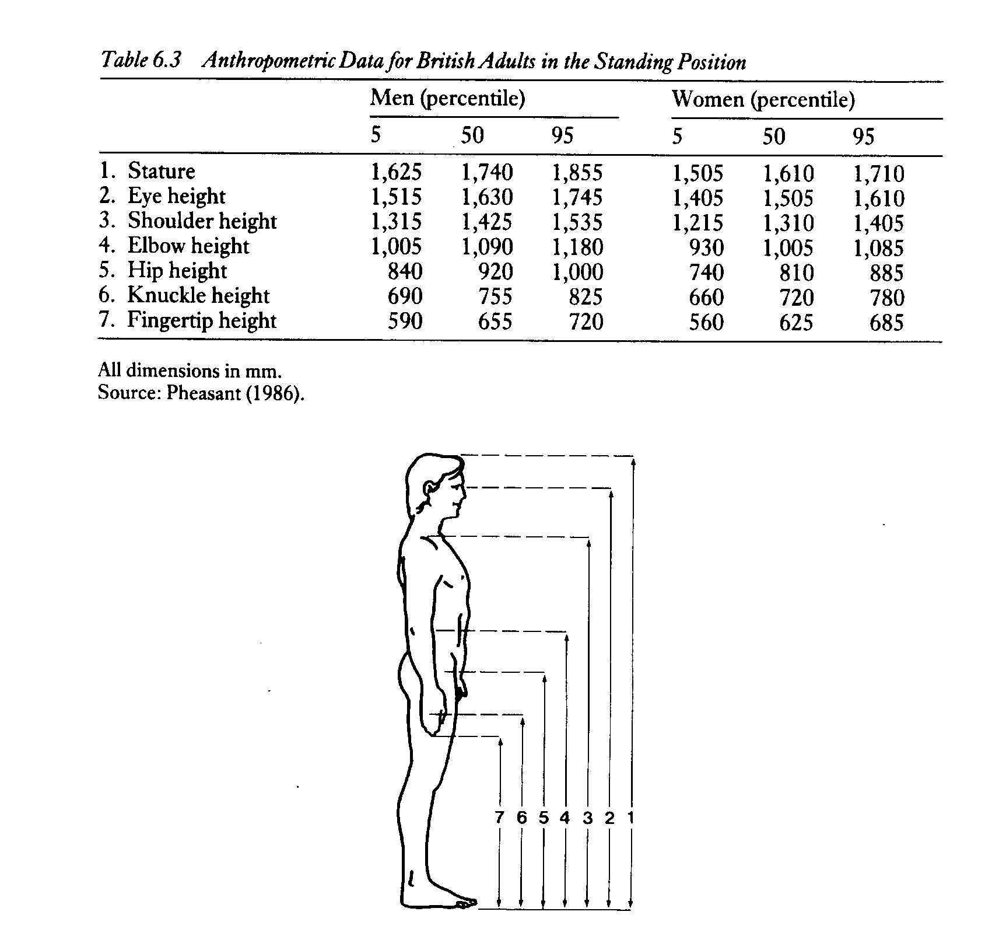 Table 6.3 Anthropometric Data for British Adults in the Standing Position
Men (percentile) Women (percentile)
5 50 95 5 50 95
1. Stature 1,625 1,740 1,855 1,505 1,610 1,710
2. Eye height 1,515 1,630 1,745 1,405 1,505 1,610
3. Shoulder height 1,315 1,425 1,535 1,215 1,310 1,405
4. Elbow height 1,005 1,090 1,180 930 1,005 1,085
5. Hip height 840 920 1,000 740 810 885
6. Knuckle height 690 755 825 660 720 780
7. Fingertip height 590 655 720 560 625 685
All dimensions in mm.
Source: Pheasant (1986).
7 6 5 4 3 2 1